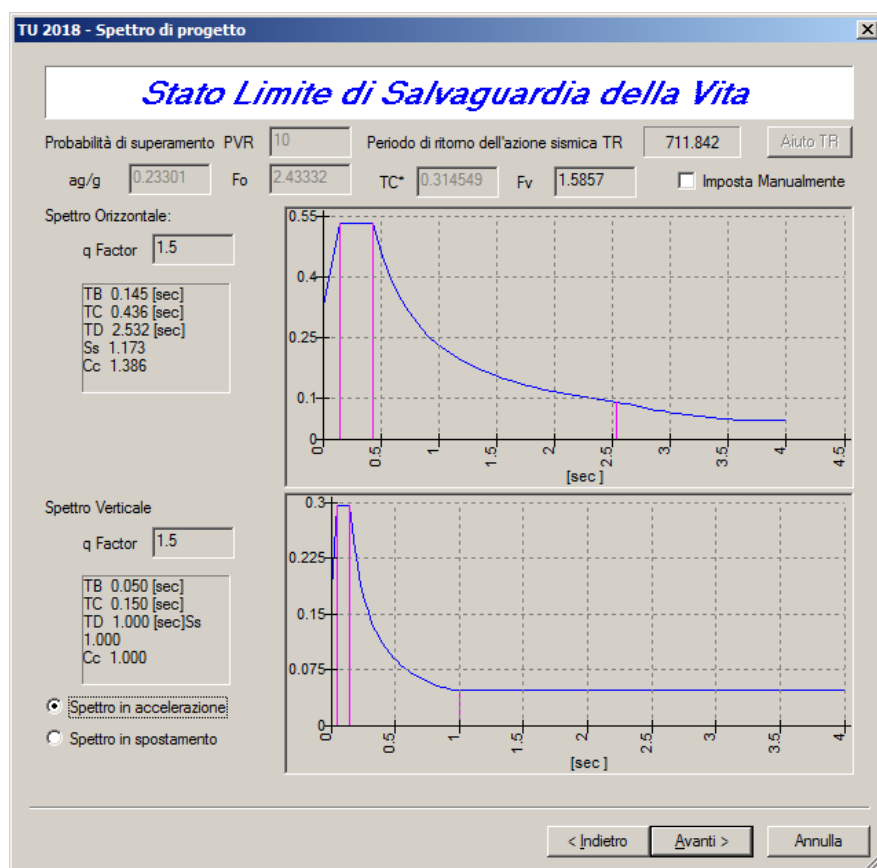 TU 2018 - Spettro di progetto
Stato Limite di Salvaguardia della Vita
Probabilità di superamento PVR 10 Periodo di ritorno dell'azione sismica TR 711.842 Aiuto TR
ag/g 0.23301 Fo 2.43332 TC* 0.314549 Fv 1.5857 Imposta Manualmente
Spettro Orizzontale:
q Factor 1.5
TB 0.145 [sec]
TC 0.436 [sec]
TD 2.532 [sec]
Ss 1.173
Cc 1.386
0.55
0.4
0.25
0.1
0
0 0.5 1 1.5 2 2.5 3 3.5 4 4.5
[sec ]
Spettro Verticale
q Factor 1.5
TB 0.050 [sec]
TC 0.150 [sec]
TD 1.000 [sec]Ss
1.000
Cc 1.000
Spettro in accelerazione
Spettro in spostamento
0.3
0.225
0.15
0.075
0
0 0.5 1 1.5 2 2.5 3 3.5 4
[sec ]
< Indietro Avanti > Annulla